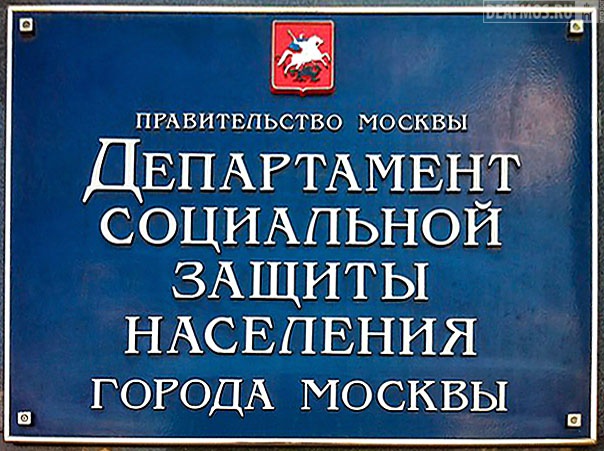 DEAFMOS.RU
ПРАВИТЕЛЬСТВО МОСКВЫ
ДЕПАРТАМЕНТ
СОЦИАЛЬНОЙ
ЗАЩИТЫ
НАСЕЛЕНИЯ
ГОРОДА МОСКВЫ